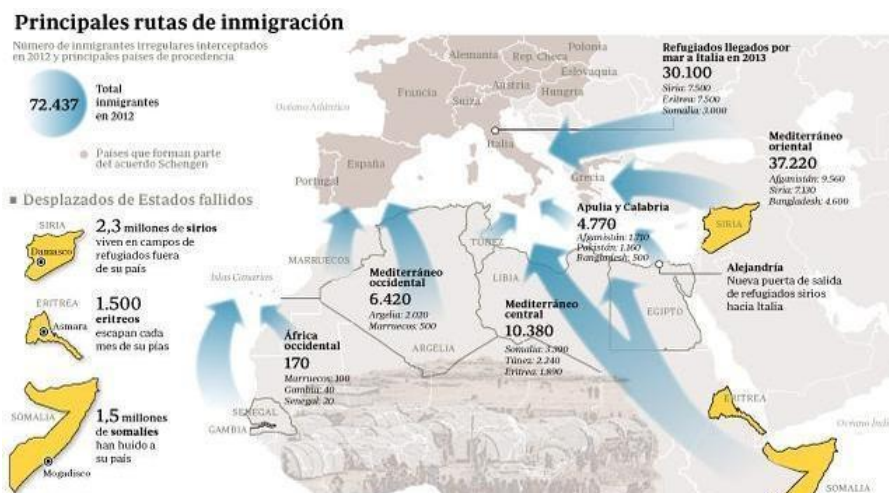 Principales rutas de inmigración
Número de inmigrantes irregulares interceptados
en 2012 y principales países de procedencia
72.437
Total
inmigrantes
en 2012
Países que forman parte
del acuerdo Schengen
Desplazados de Estados fallidos
SIRIA
Damasco
2,3 millones de sirios
viven en campos de
refugiados fuera
de su país
ERITREA
Asmara
1.500
eritreos
escapan cada
mes de su país
SOMALIA
Mogadisco
1,5 millones
de somalíes
han huido a
su país
Océano Atlántico
Islas Canarias
Portugal
España
Francia
Suiza
Alemania
Rep. Checa
Polonia
Eslovaquia
Austria
Hungria
Italia
Grecia
MARRUECOS
ARGELIA
TÚNEZ
LIBIA
EGIPTO
SENEGAL
GAMBIA
SIRIA
ERITREA
SOMALIA
Refugiados llegados por
mar a Italia en 2013
30.100
Siria: 7.500
Eritrea: 7.500
Somalia: 3.000
Mediterráneo
oriental
37.220
Afganistán: 9.560
Siria: 7.130
Bangladesh: 4.600
Apulia y Calabria
4.770
Afganistán: 1.710
Pakistán: 1.160
Bangladesh: 500
Alejandría
Nueva puerta de salida
de refugiados sirios
hacia Italia
Mediterráneo
occidental
6.420
Argelia: 2.020
Marruecos: 500
Mediterráneo
central
10.380
Somalia: 3.390
Túnez: 2.240
Eritrea: 1.890
África
occidental
170
Marruecos: 100
Gambia: 40
Senegal: 20
Océano